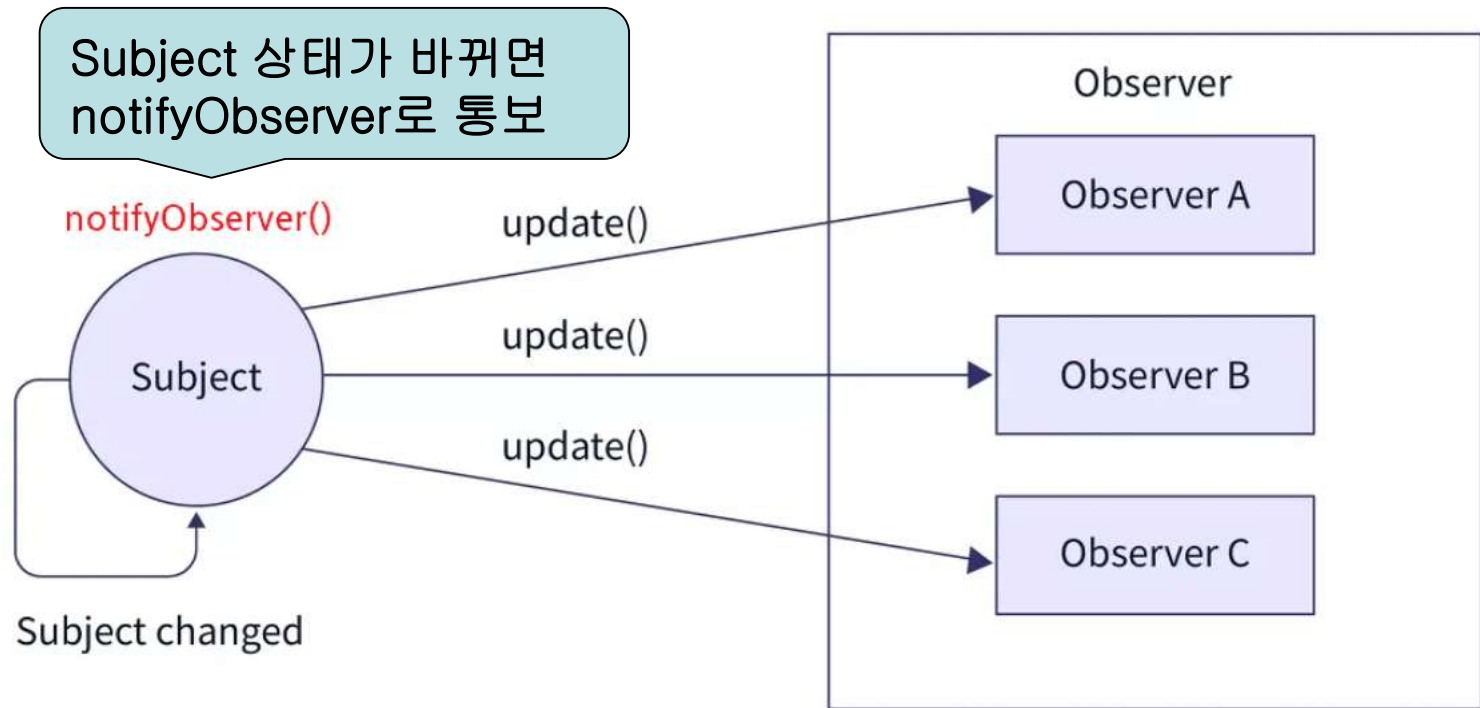 Subject 상태가 바뀌면
notifyObserver로 통보
notifyObserver()
Subject
Subject changed
update()
update()
update()
Observer
Observer A
Observer B
Observer C